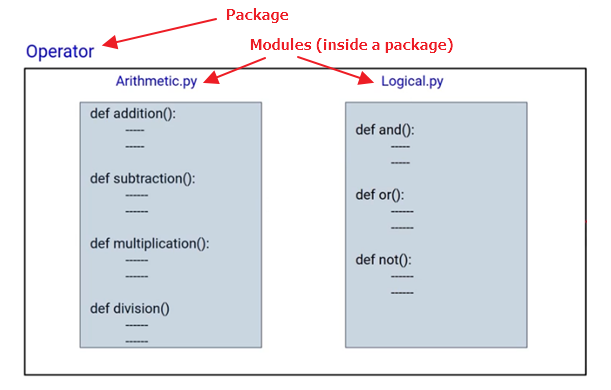 Package
Modules (inside a package)
Operator
Arithmetic.py
def addition():
-----
-----
def subtraction():
------
------
def multiplication():
------
------
def division()
------
------
Logical.py
def and():
-----
-----
def or():
------
------
def not():
------
------